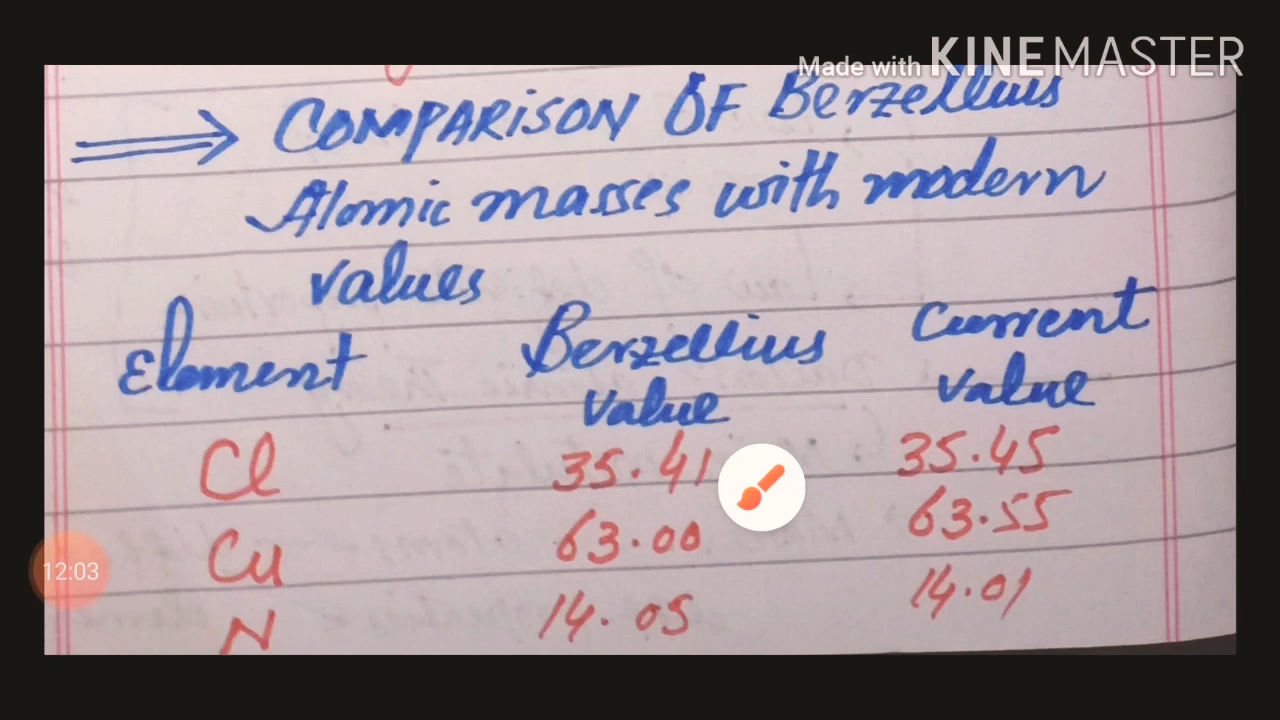 Made with KINEMASTER
⟹ COMPARISON OF Berzellius
Atomic masses with modern
values
Element Berzellius value Current value
Cl 35.41 35.45
Cu 63.00 63.55
N 14.05 14.01
12:03